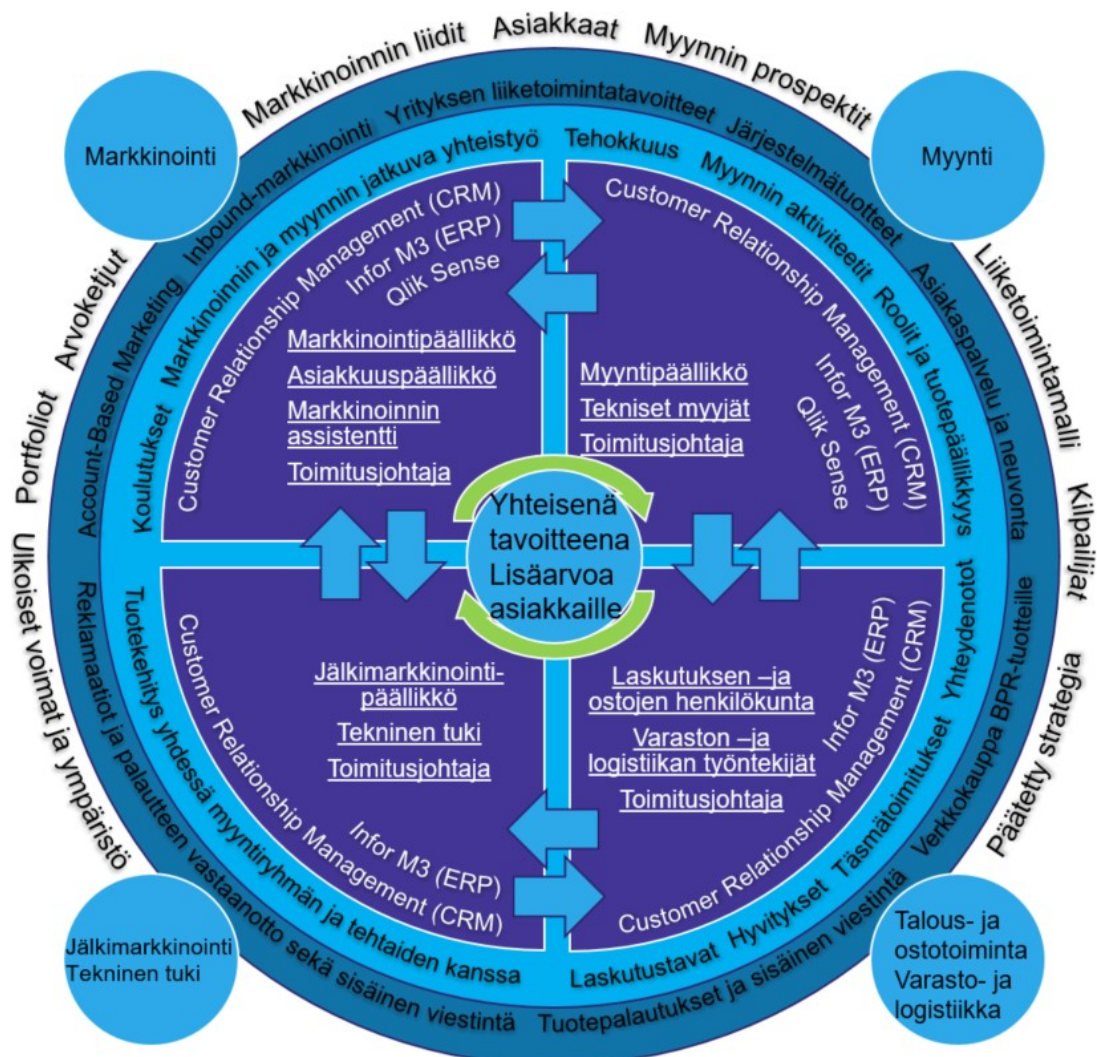 Markkinoinnin liidit
Asiakkaat
Myynnin prospektit
Liiketoimintamalli
Kilpailijat
Päätetty strategia
Ulkoiset voimat ja ympäristö
Portfoliot
Arvoketjut
Markkinointi
Myynti
Jälkimarkkinointi
Tekninen tuki
Talous- ja
ostotoiminta
Varasto- ja
logistiikka
Account-Based Marketing
Inbound-markkinointi
Yrityksen liiketoimintatavoitteet
Järjestelmätuotteet
Asiakaspalvelu ja neuvonta
Verkkokauppa BPR-tuotteille
Tuotepalautukset ja sisäinen viestintä
Reklamaatiot ja palautteen vastaanotto sekä sisäinen viestintä
Koulutukset
Markkinoinnin ja myynnin jatkuva yhteistyö
Tehokkuus
Myynnin aktiviteetit
Roolit ja tuotepäällikkyys
Yhteydenotot
Täsmätoimitukset
Hyvitykset
Laskutustavat
Tuotekehitys yhdessä myyntiryhmän ja tehtaiden kanssa
Customer Relationship Management (CRM)
Infor M3 (ERP)
Qlik Sense
Markkinointipäällikkö
Asiakkuuspäällikkö
Markkinoinnin
assistentti
Toimitusjohtaja
Customer Relationship Management (CRM)
Infor M3 (ERP)
Qlik Sense
Myyntipäällikkö
Tekniset myyjät
Toimitusjohtaja
Yhteisenä
tavoitteena
Lisäarvoa
asiakkaille
Jälkimarkkinointi-
päällikkö
Tekninen tuki
Toimitusjohtaja
Infor M3 (ERP)
Customer Relationship Management (CRM)
Laskutuksen –ja
ostojen henkilökunta
Varaston –ja
logistiikan työntekijät
Toimitusjohtaja
Infor M3 (ERP)
Customer Relationship Management (CRM)